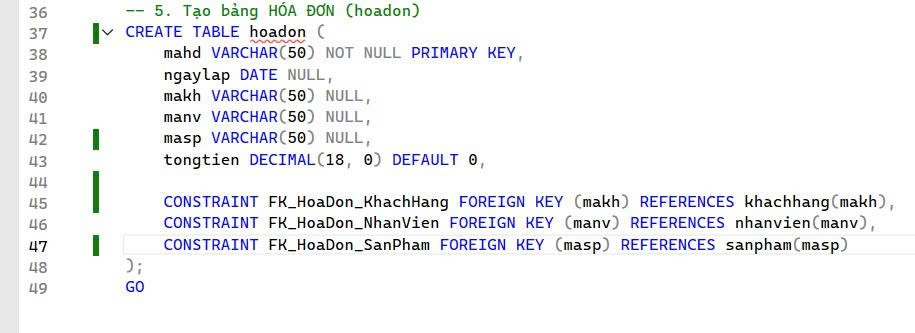 36 -- 5. Tạo bảng HÓA ĐƠN (hoadon)
37 CREATE TABLE hoadon (
38 mahd VARCHAR(50) NOT NULL PRIMARY KEY,
39 ngaylap DATE NULL,
40 makh VARCHAR(50) NULL,
41 manv VARCHAR(50) NULL,
42 masp VARCHAR(50) NULL,
43 tongtien DECIMAL(18, 0) DEFAULT 0,
44
45 CONSTRAINT FK_HoaDon_KhachHang FOREIGN KEY (makh) REFERENCES khachhang(makh),
46 CONSTRAINT FK_HoaDon_NhanVien FOREIGN KEY (manv) REFERENCES nhanvien(manv),
47 CONSTRAINT FK_HoaDon_SanPham FOREIGN KEY (masp) REFERENCES sanpham(masp)
48 );
49 GO